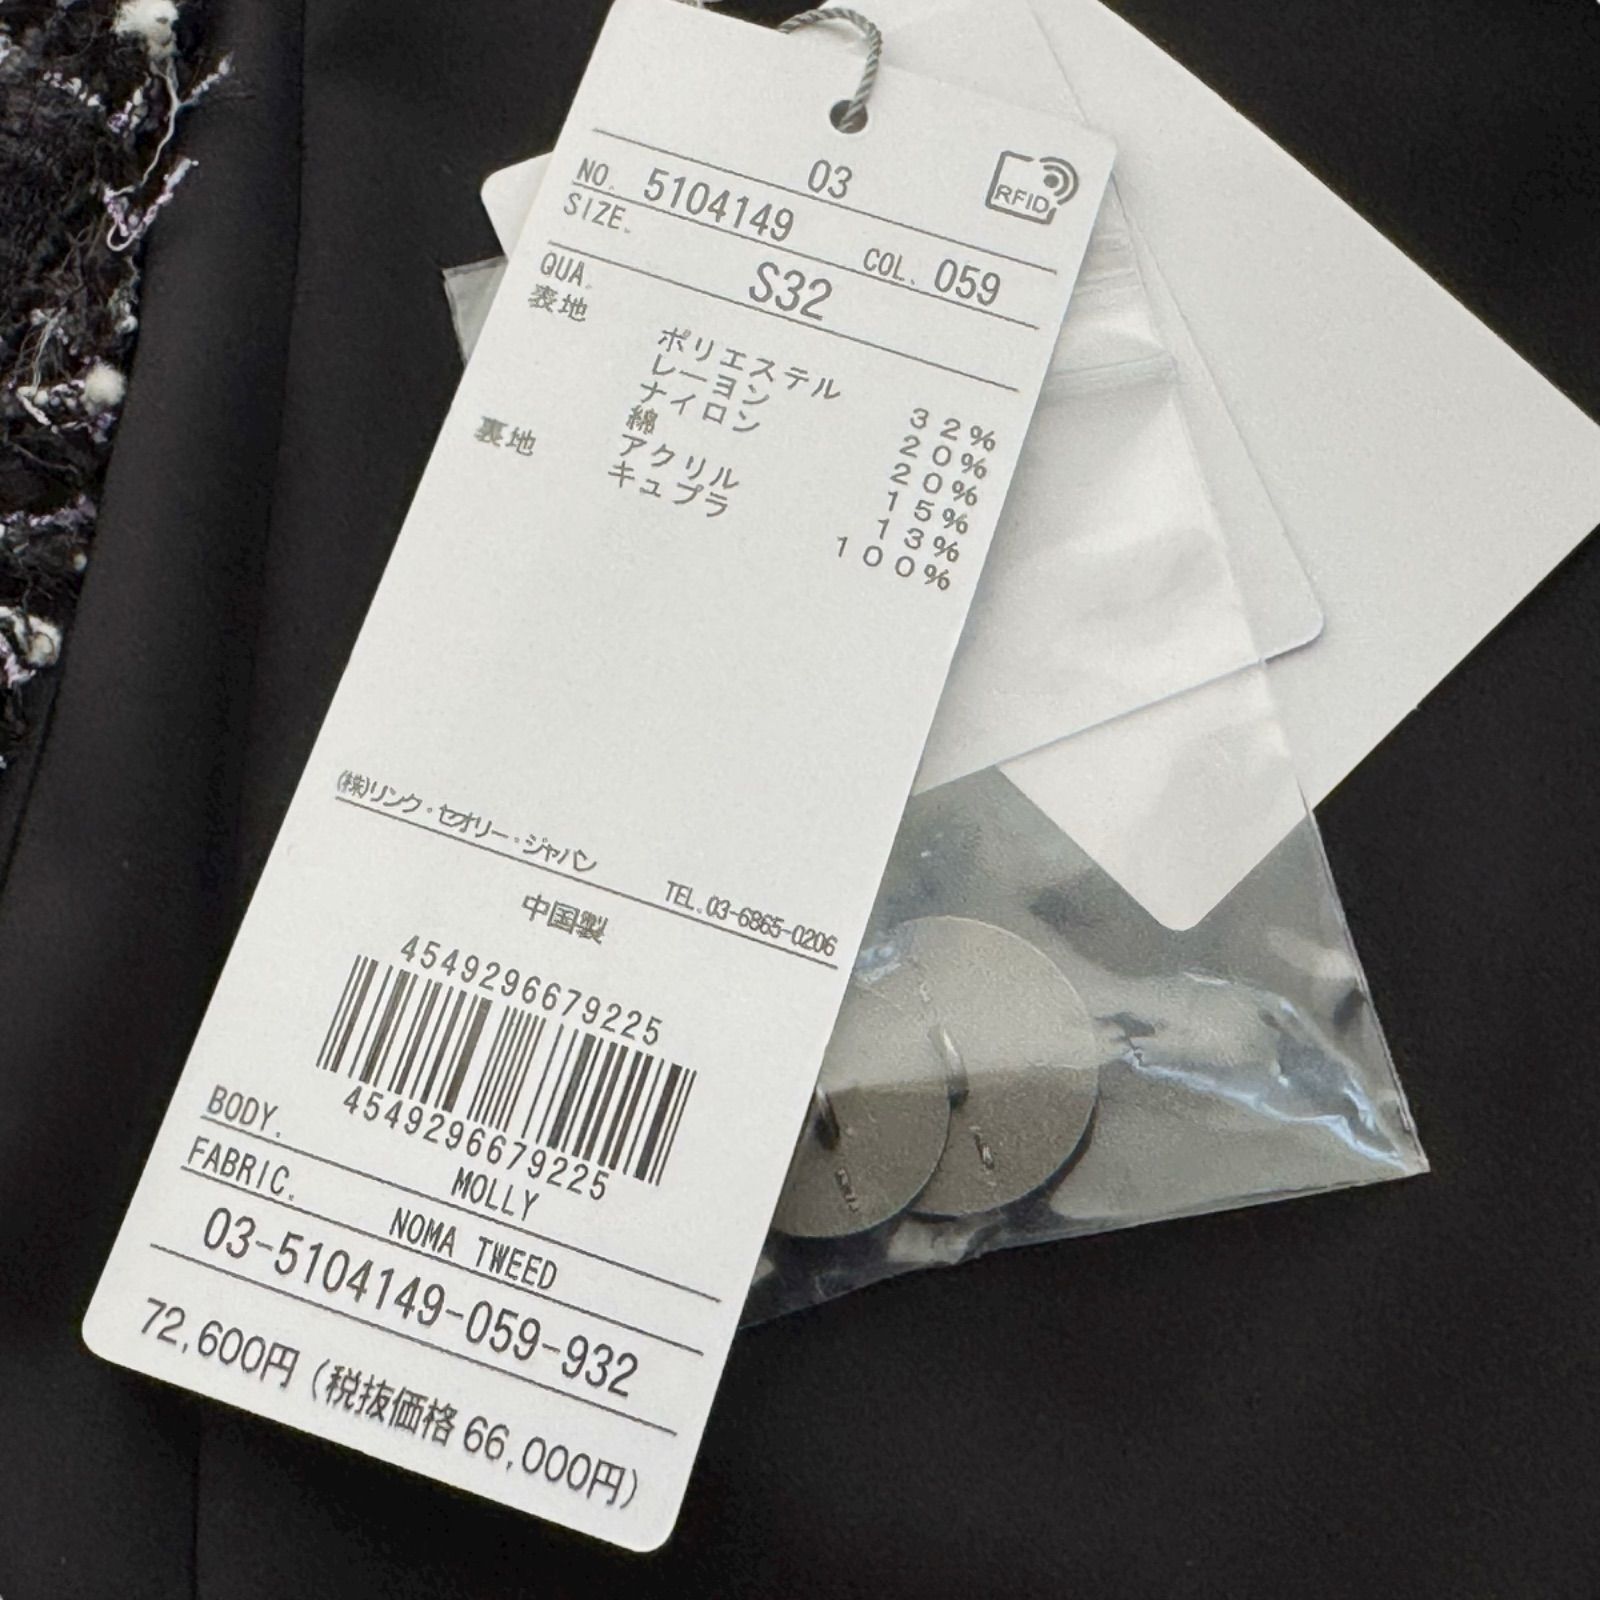 03
RFID
NO. 5104149 COL. 059
SIZE. S32
QUA.
表地 ポリエステル 32%
レーヨン 20%
ナイロン 20%
綿 15%
アクリル 13%
裏地 キュプラ 100%
(株)リンク・セオリー・ジャパン
TEL.03-6865-0206
中国製
4549296679225
4549296679225
BODY. MOLLY
FABRIC. NOMA TWEED
03-5104149-059-932
72,600円(税抜価格66,000円)